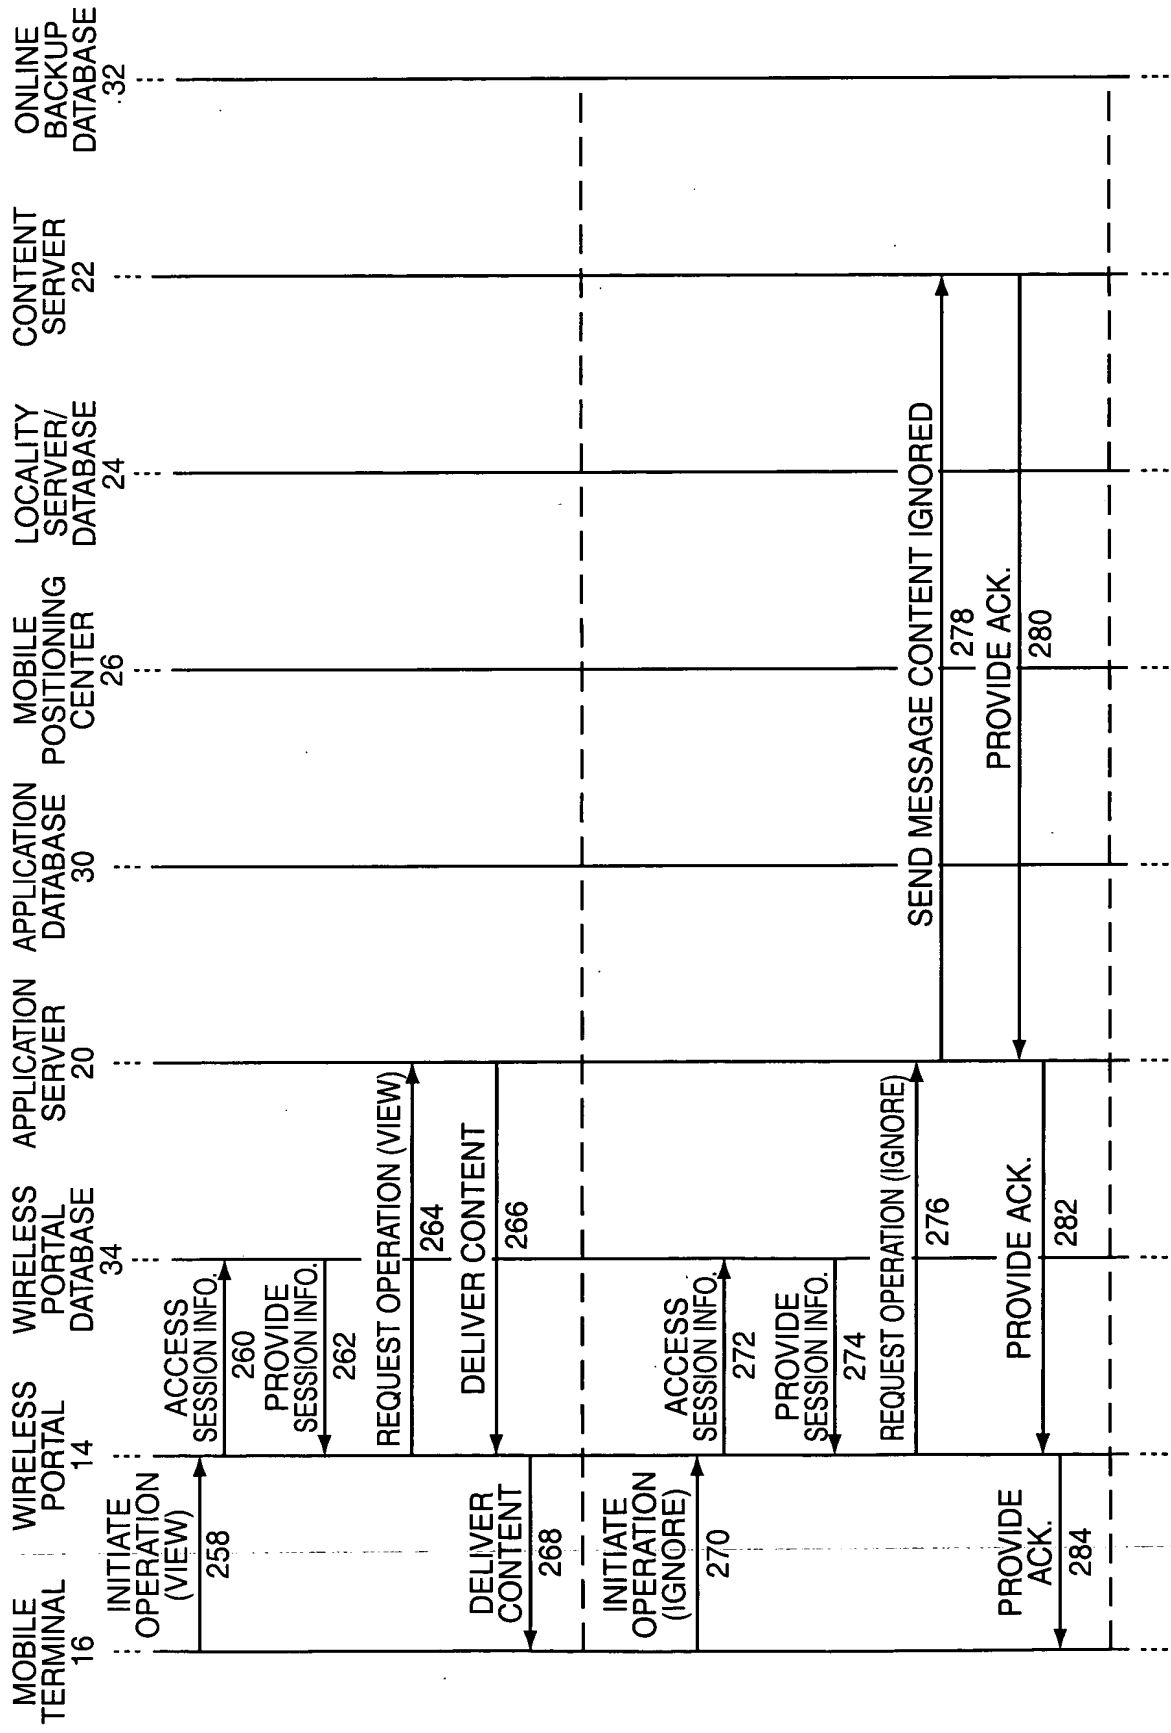 MOBILE
TERMINAL
16
WIRELESS
PORTAL
14
WIRELESS
PORTAL
DATABASE
34
APPLICATION
SERVER
20
APPLICATION
DATABASE
30
MOBILE
POSITIONING
CENTER
26
LOCALITY
SERVER/
DATABASE
24
CONTENT
SERVER
22
ONLINE
BACKUP
DATABASE
32
INITIATE
OPERATION
(VIEW)
258
ACCESS
SESSION INFO.
260
PROVIDE
SESSION INFO.
262
REQUEST OPERATION (VIEW)
264
DELIVER CONTENT
266
DELIVER
CONTENT
268
INITIATE
OPERATION
(IGNORE)
270
ACCESS
SESSION INFO.
272
PROVIDE
SESSION INFO.
274
REQUEST OPERATION (IGNORE)
276
SEND MESSAGE CONTENT IGNORED
278
PROVIDE ACK.
280
PROVIDE ACK.
282
PROVIDE
ACK.
284